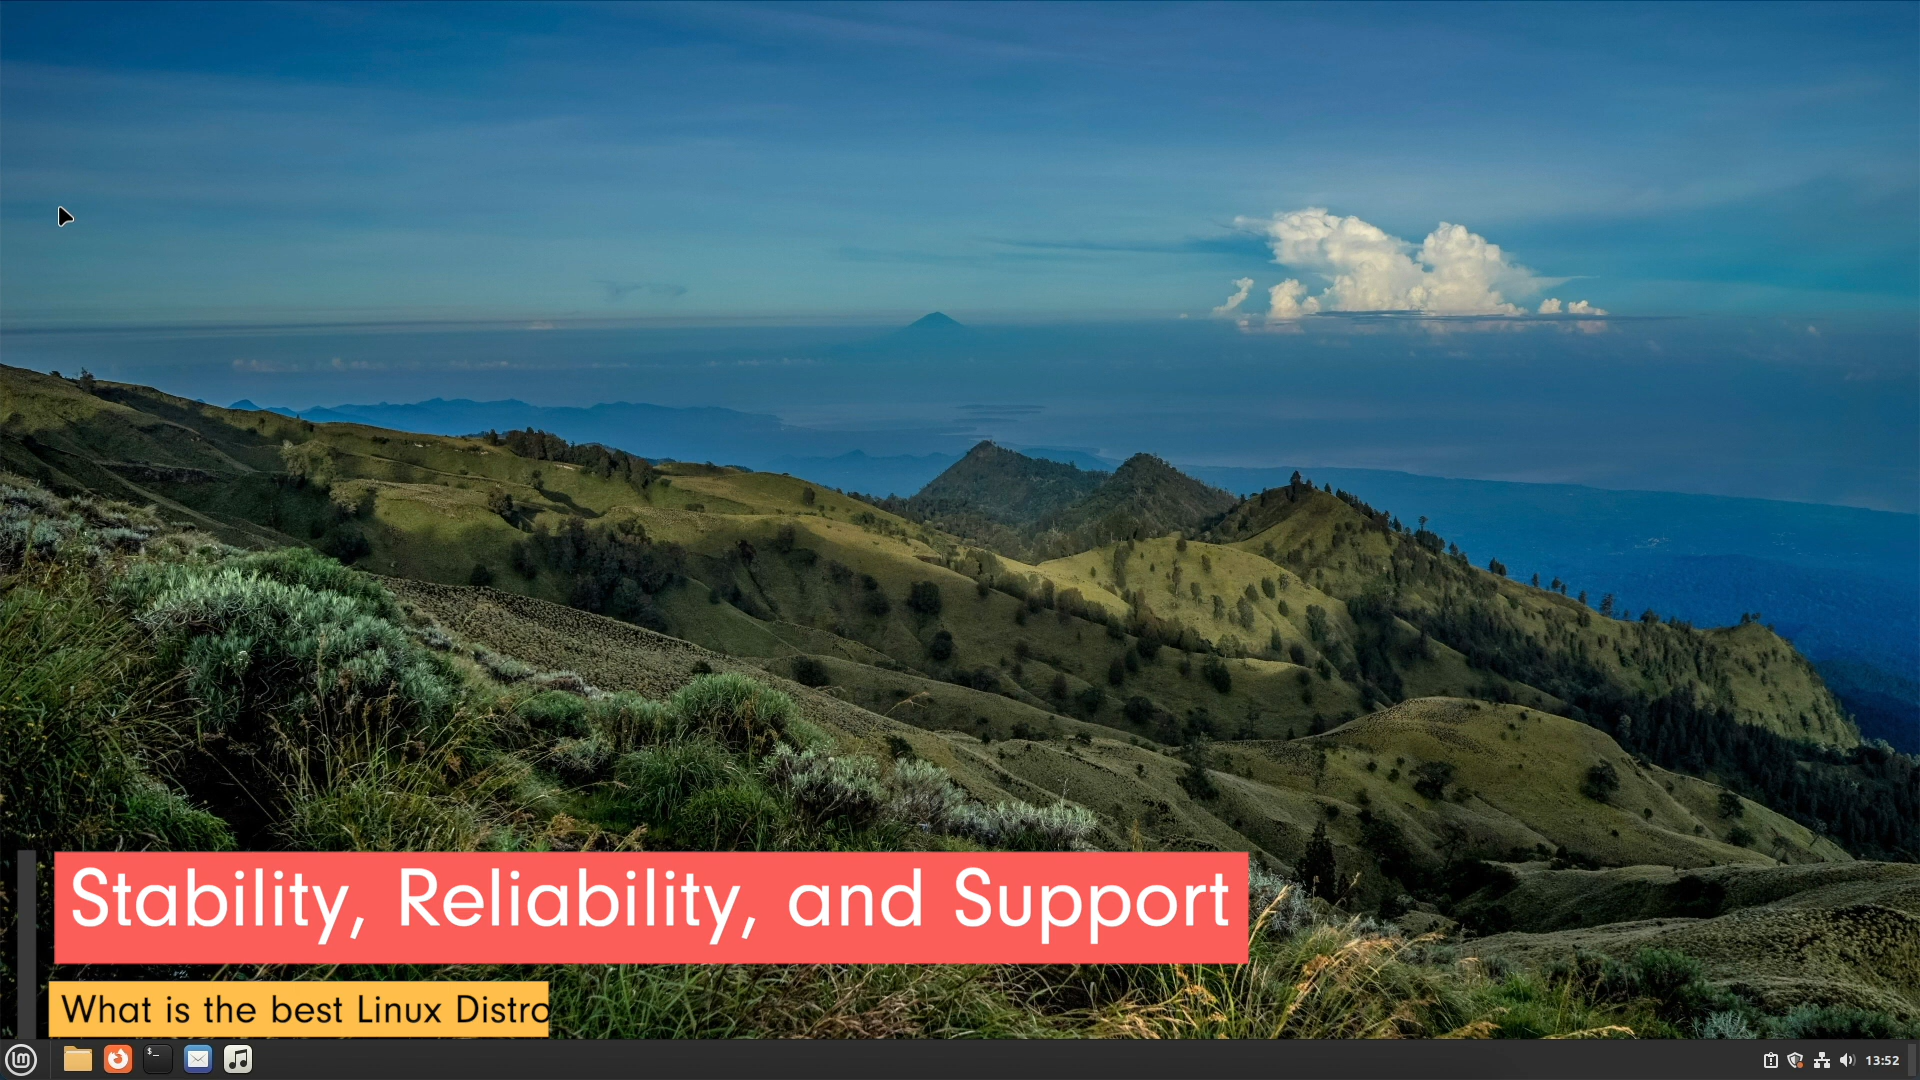 Stability, Reliability, and Support
What is the best Linux Distro
13:52